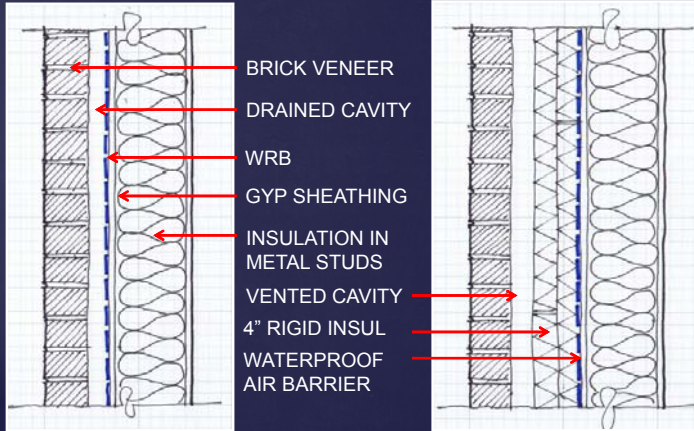 BRICK VENEER
DRAINED CAVITY
WRB
GYP SHEATHING
INSULATION IN
METAL STUDS
VENTED CAVITY
4” RIGID INSUL
WATERPROOF
AIR BARRIER